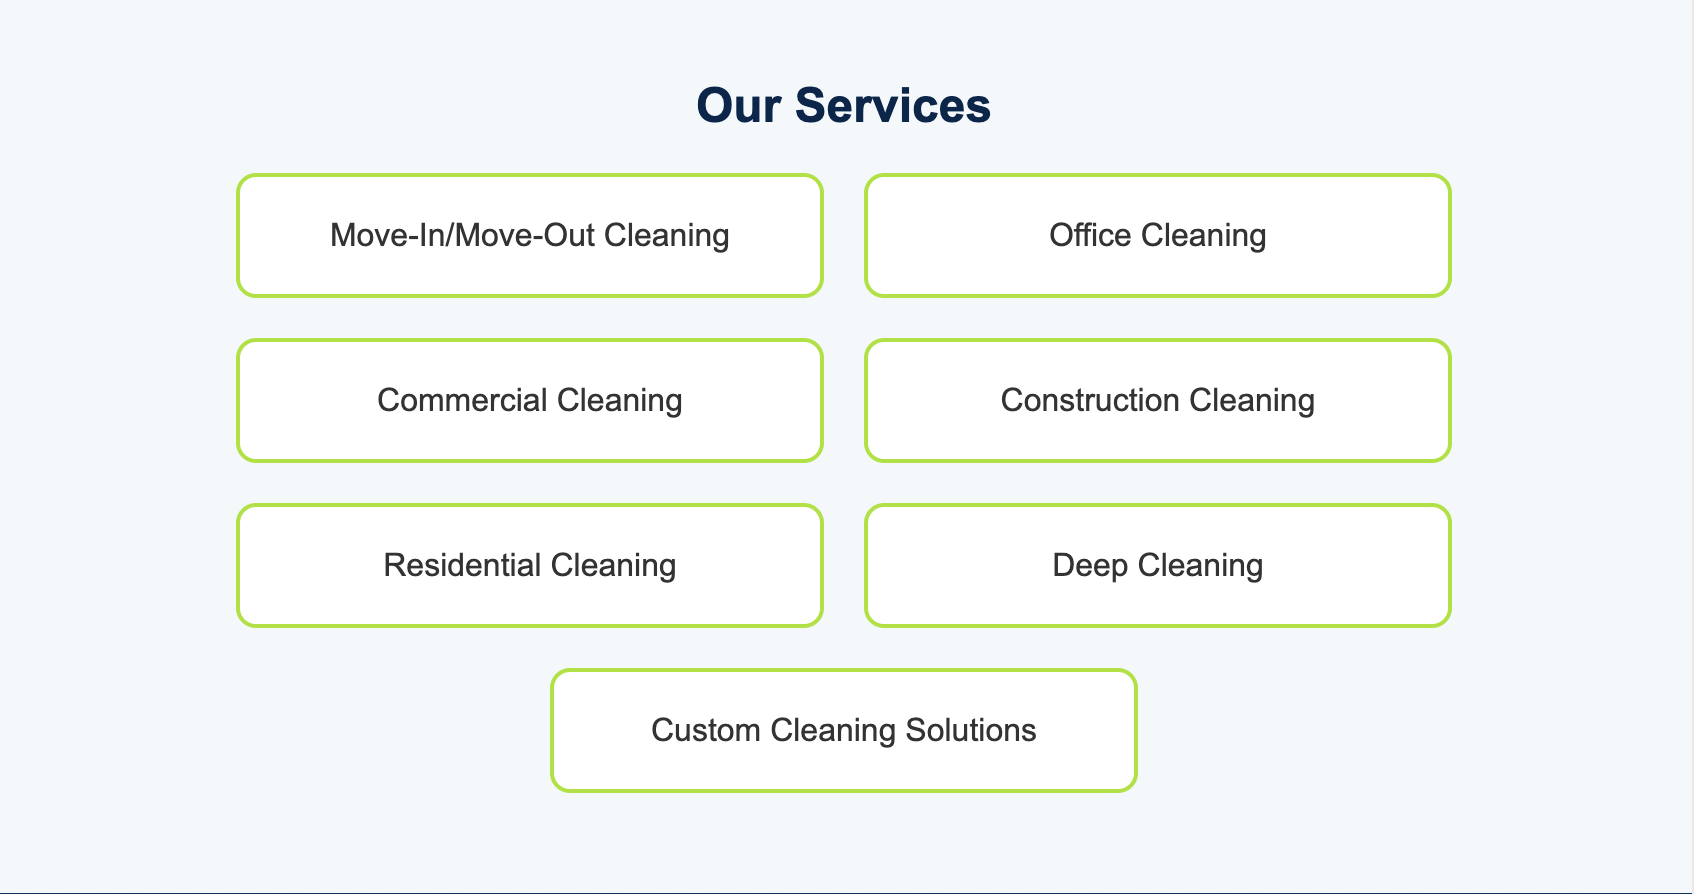 Our Services
Move-In/Move-Out Cleaning
Office Cleaning
Commercial Cleaning
Construction Cleaning
Residential Cleaning
Deep Cleaning
Custom Cleaning Solutions